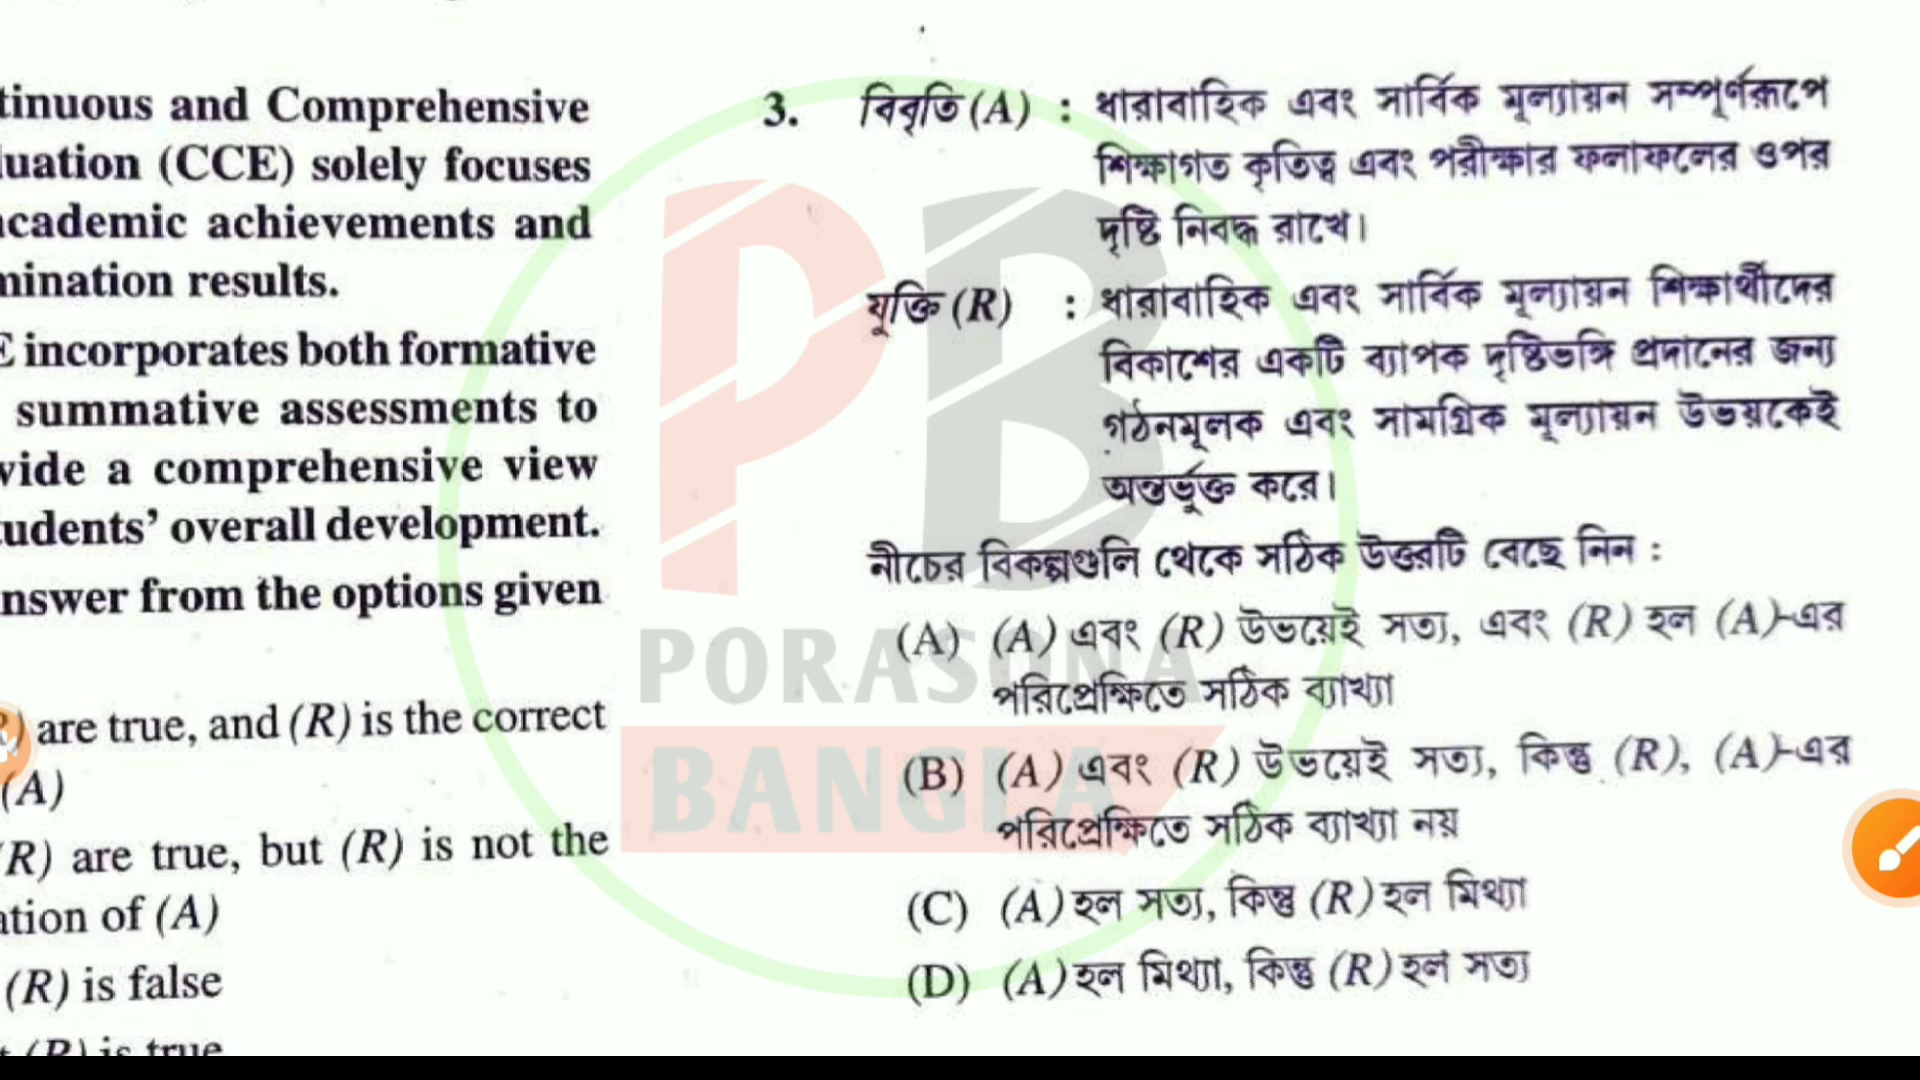 tinuous and Comprehensive
luation (CCE) solely focuses
academic achievements and
mination results.
E incorporates both formative
summative assessments to
vide a comprehensive view
tudents' overall development.
nswer from the options given
R) are true, and (R) is the correct
(A)
(R) are true, but (R) is not the
ation of (A)
(R) is false
(R) is true
3. বিবৃতি (A) : ধারাবাহিক এবং সার্বিক মূল্যায়ন সম্পূর্ণরূপে
শিক্ষাগত কৃতিত্ব এবং পরীক্ষার ফলাফলের ওপর
দৃষ্টি নিবদ্ধ রাখে।
যুক্তি (R) : ধারাবাহিক এবং সার্বিক মূল্যায়ন শিক্ষার্থীদের
বিকাশের একটি ব্যাপক দৃষ্টিভঙ্গি প্রদানের জন্য
গঠনমূলক এবং সামগ্রিক মূল্যায়ন উভয়কেই
অন্তর্ভুক্ত করে।
নীচের বিকল্পগুলি থেকে সঠিক উত্তরটি বেছে নিন :
(A) (A) এবং (R) উভয়েই সত্য, এবং (R) হল (A)-এর
পরিপ্রেক্ষিতে সঠিক ব্যাখ্যা
(B) (A) এবং (R) উভয়েই সত্য, কিন্তু (R), (A)-এর
পরিপ্রেক্ষিতে সঠিক ব্যাখ্যা নয়
(C) (A) হল সত্য, কিন্তু (R) হল মিথ্যা
(D) (A) হল মিথ্যা, কিন্তু (R) হল সত্য
PB
PORASONA
BANGLA